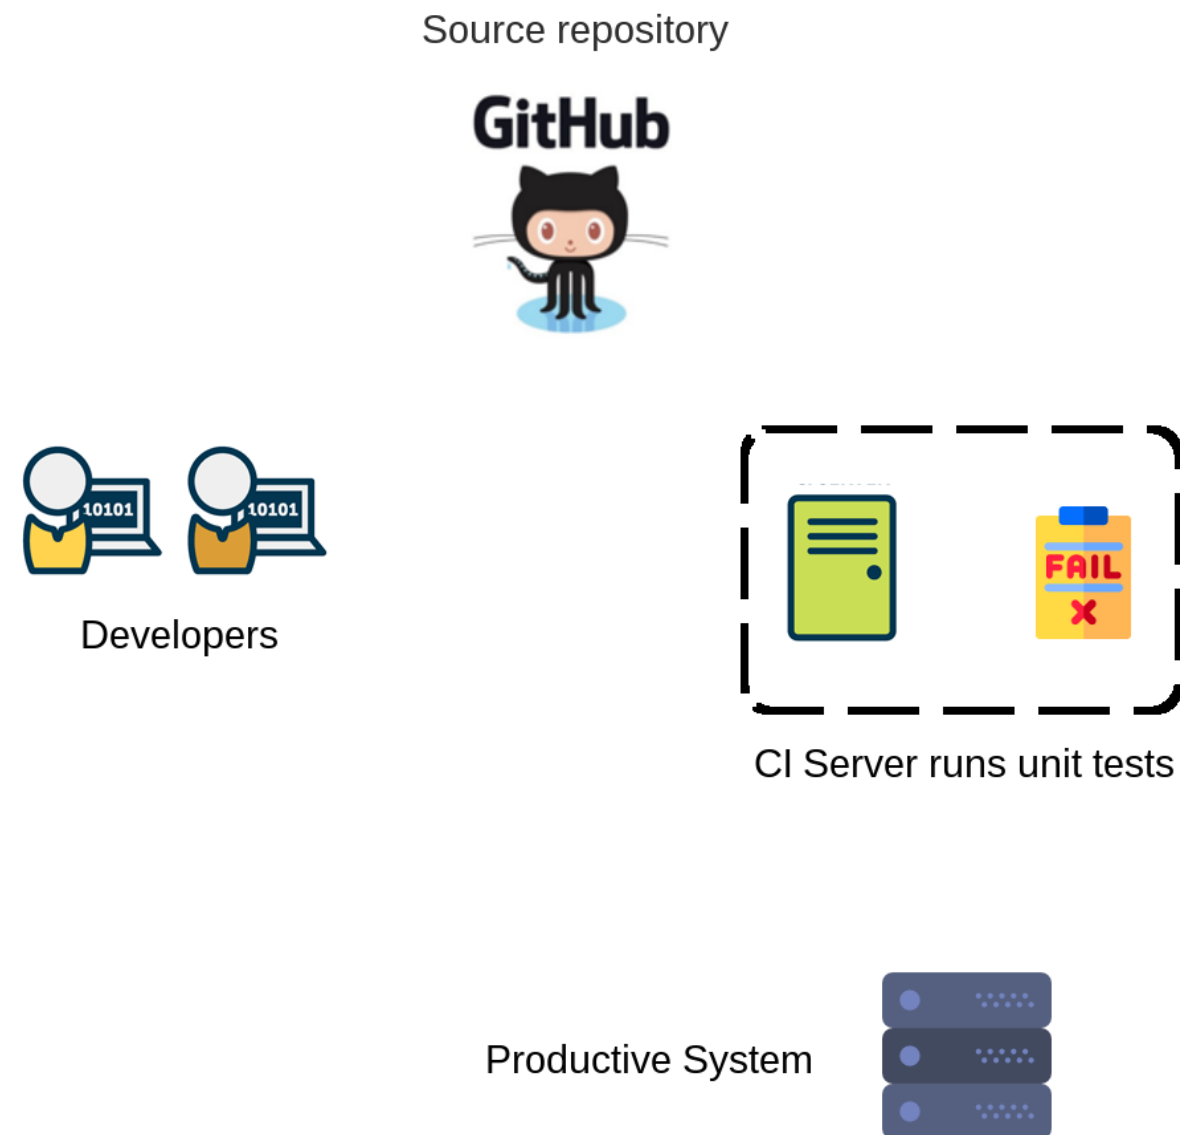 Source repository
GitHub
10101
10101
FAIL
Developers
CI Server runs unit tests
Productive System